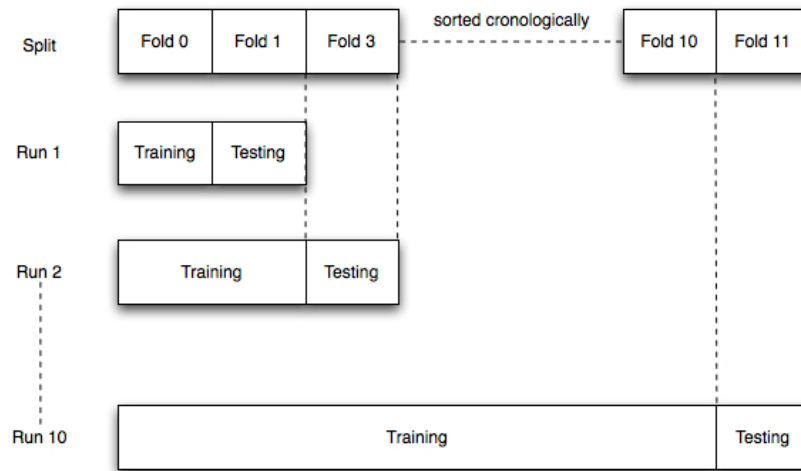 sorted cronologically
Split Fold 0 Fold 1 Fold 3 Fold 10 Fold 11
Run 1 Training Testing
Run 2 Training Testing
Run 10 Training Testing